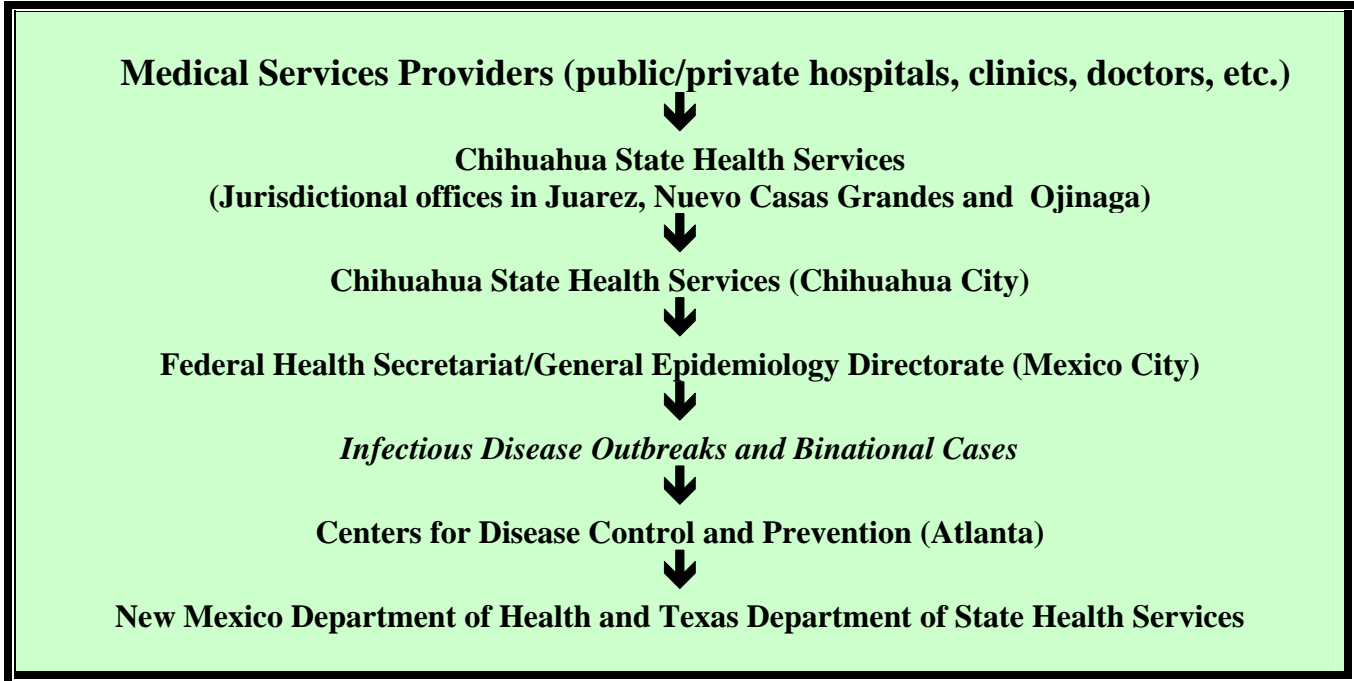 Medical Services Providers (public/private hospitals, clinics, doctors, etc.)
Chihuahua State Health Services
(Jurisdictional offices in Juarez, Nuevo Casas Grandes and Ojinaga)
Chihuahua State Health Services (Chihuahua City)
Federal Health Secretariat/General Epidemiology Directorate (Mexico City)
Infectious Disease Outbreaks and Binational Cases
Centers for Disease Control and Prevention (Atlanta)
New Mexico Department of Health and Texas Department of State Health Services